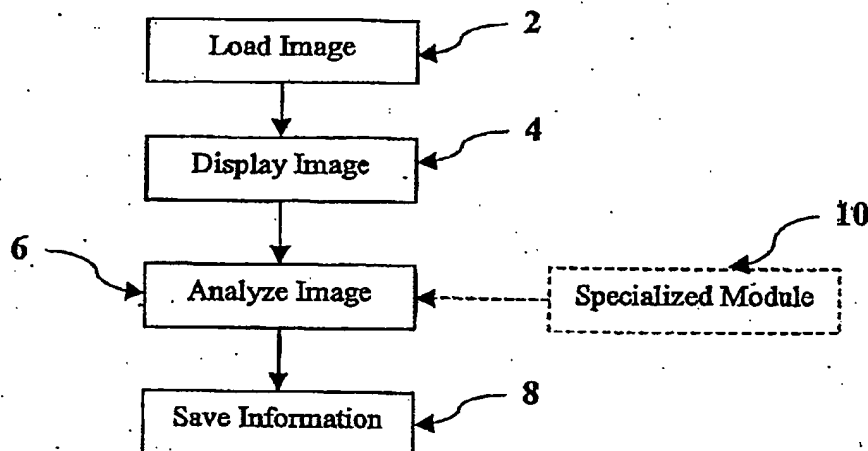 Load Image
2
Display Image
4
10
6
Analyze Image
Specialized Module
Save Information
8